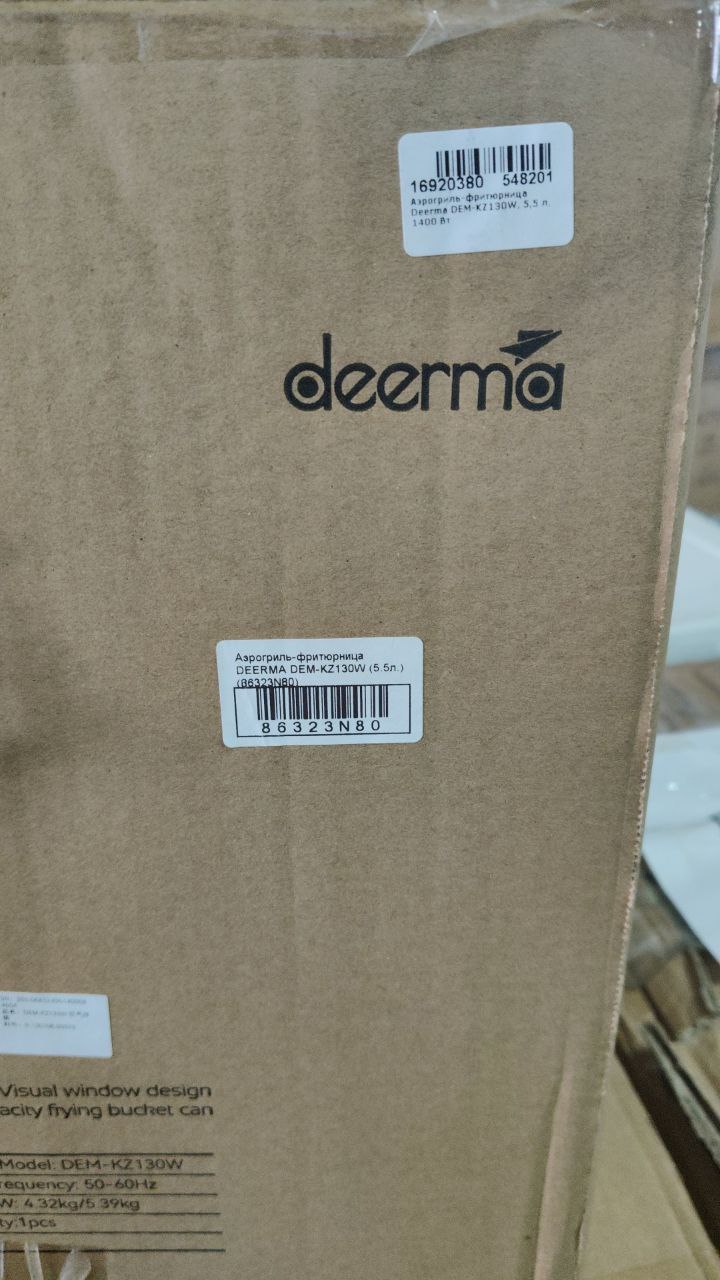 16920380 548201
Аэрогриль-фритюрница
Deerma DEM-KZ130W, 5,5 л,
1400 Вт
deerma
Аэрогриль-фритюрница
DEERMA DEM-KZ130W (5.5л.)
(86323N80)
86323N80
Visual window design
acity frying bucket can
Model: DEM-KZ130W
requency: 50-60Hz
W: 4.32kg/5.39kg
ty:1pcs